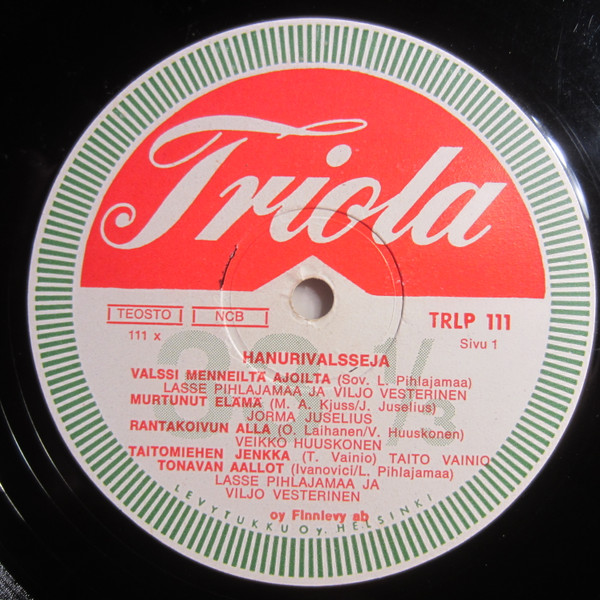 Triola
TEOSTO NCB
TRLP 111
111 x
Sivu 1
33 1/3
HANURIVALSSEJA
VALSSI MENNEILTÄ AJOILTA (Sov. L. Pihlajamaa)
LASSE PIHLAJAMAA JA VILJO VESTERINEN
MURTUNUT ELÄMÄ (M. A. Kjuss/J. Juselius)
JORMA JUSELIUS
RANTAKOIVUN ALLA (O. Laihanen/V. Huuskonen)
VEIKKO HUUSKONEN
TAITOMIEHEN JENKKA (T. Vainio) TAITO VAINIO
TONAVAN AALLOT (Ivanovici/L. Pihlajamaa)
LASSE PIHLAJAMAA JA
VILJO VESTERINEN
oy Finnlevy ab
LEVYTUKKU OY, HELSINKI